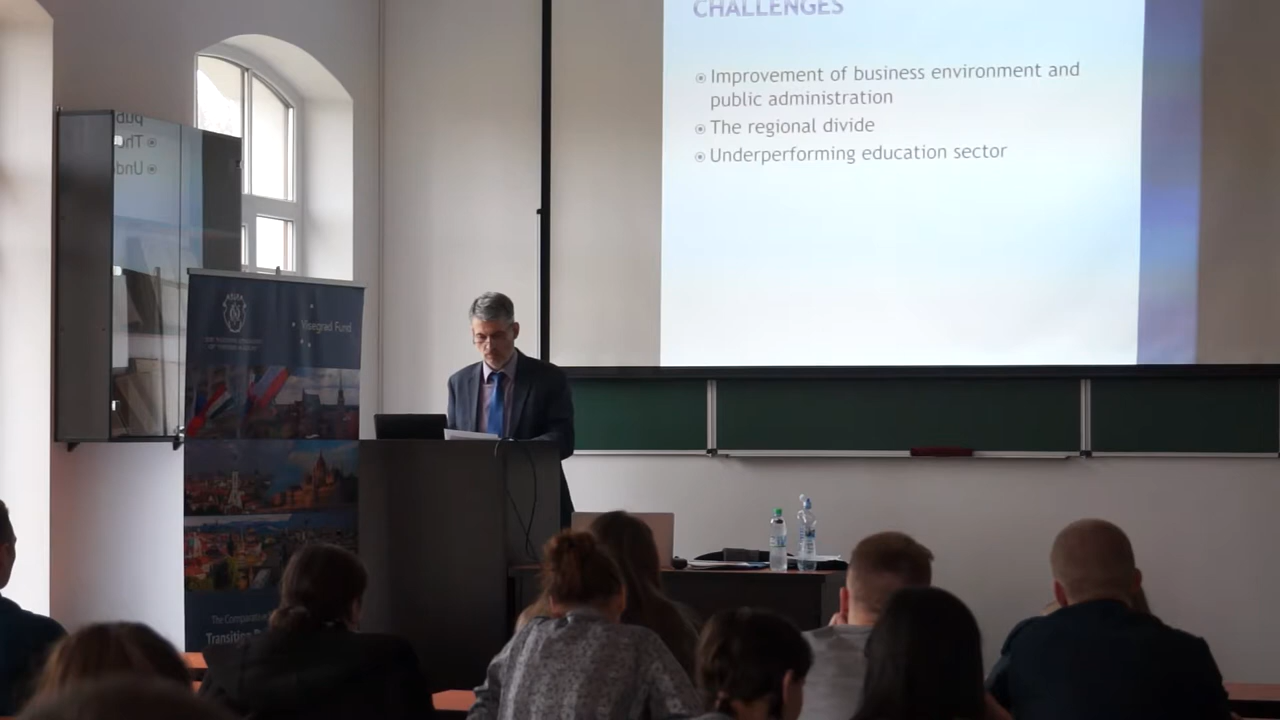 CHALLENGES
Improvement of business environment and
public administration
The regional divide
Underperforming education sector
Visegrad Fund
The Comparative
Transition